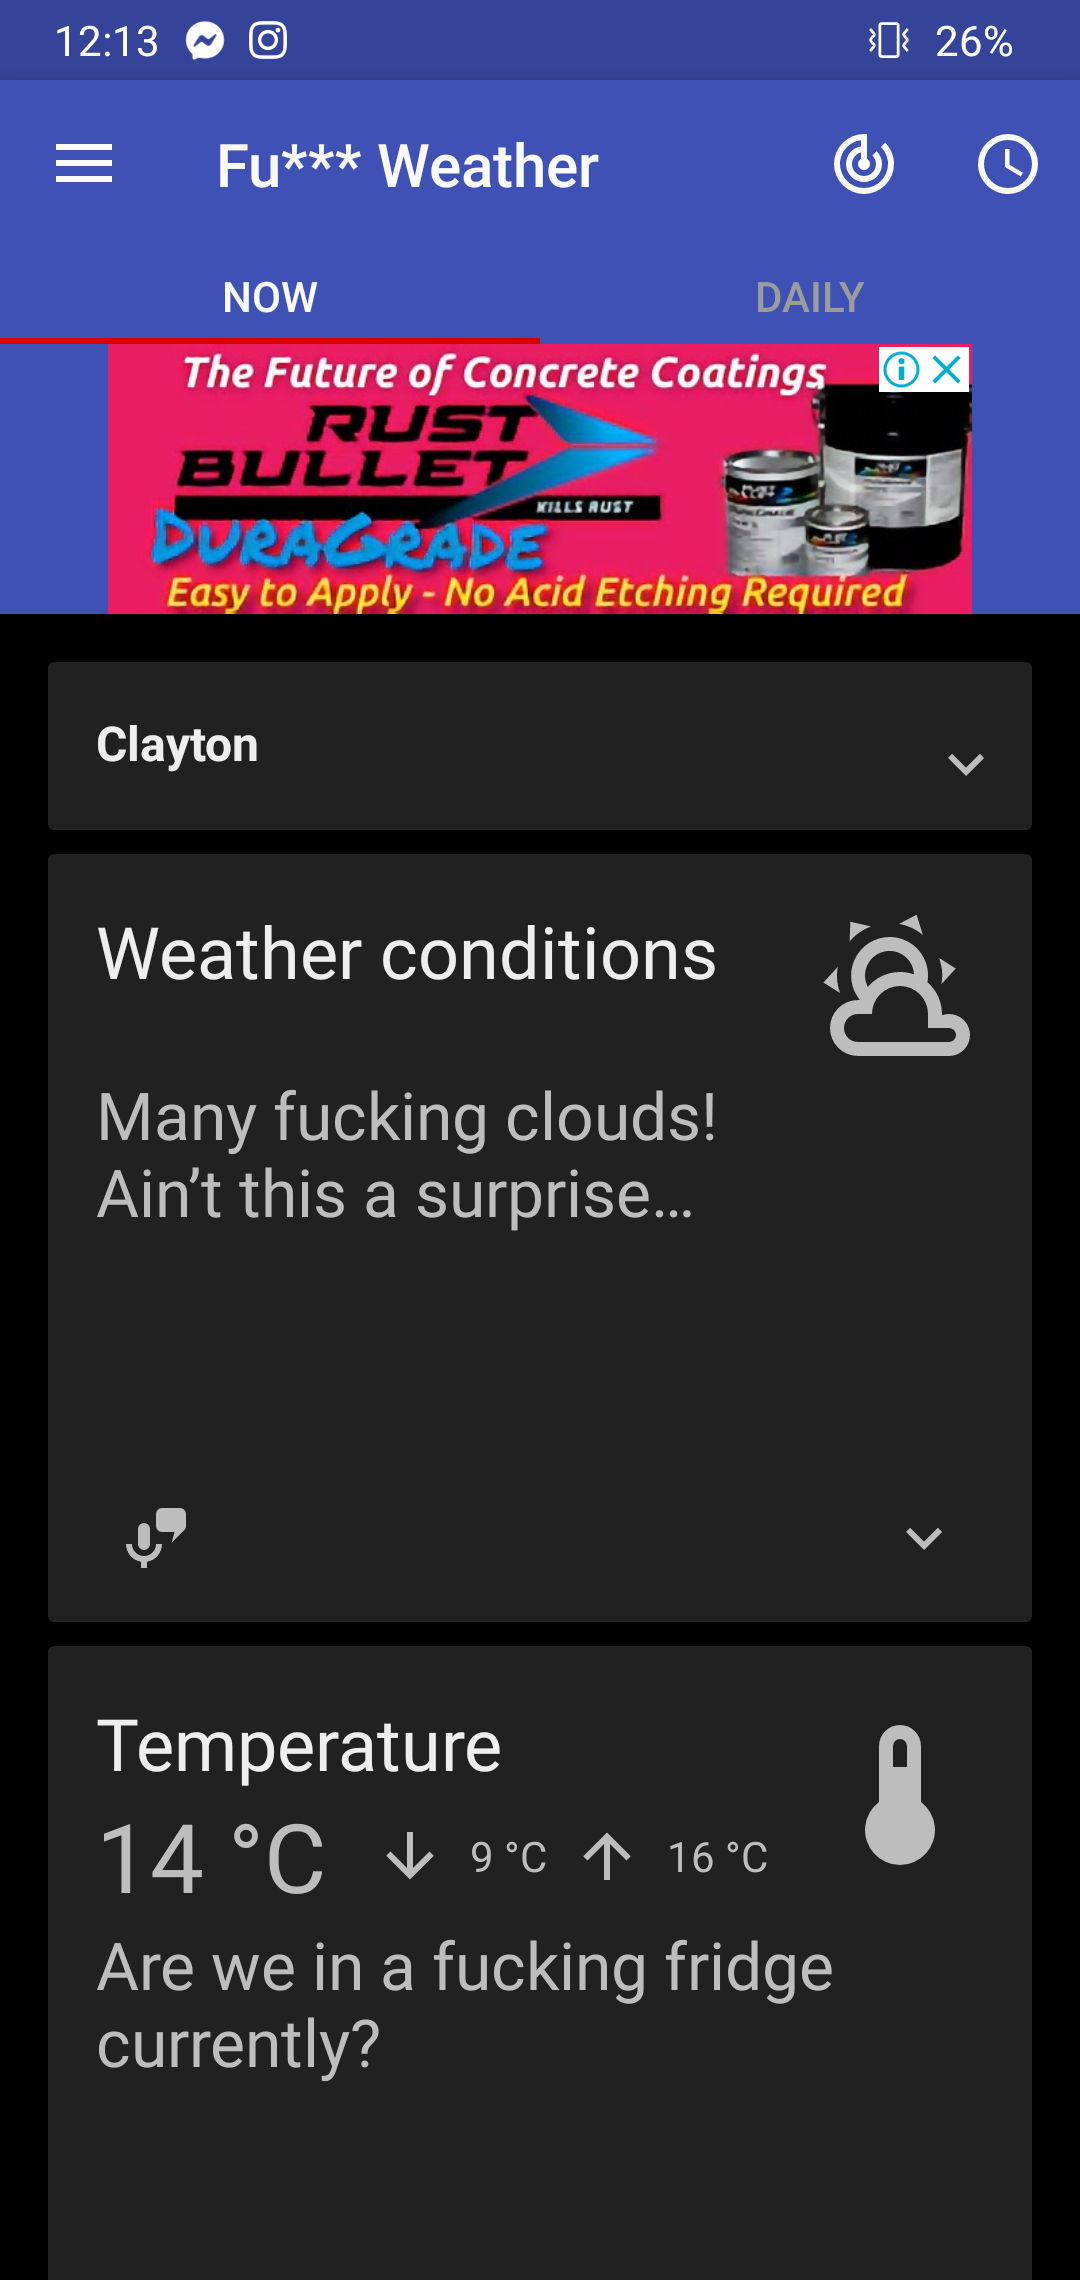 12:13
26%
Fu*** Weather
NOW
DAILY
The Future of Concrete Coatings
RUST
BULLET
KILLS RUST
DURAGRADE
Easy to Apply - No Acid Etching Required
Clayton
Weather conditions
Many fucking clouds!
Ain’t this a surprise…
Temperature
14 °C
9 °C
16 °C
Are we in a fucking fridge
currently?